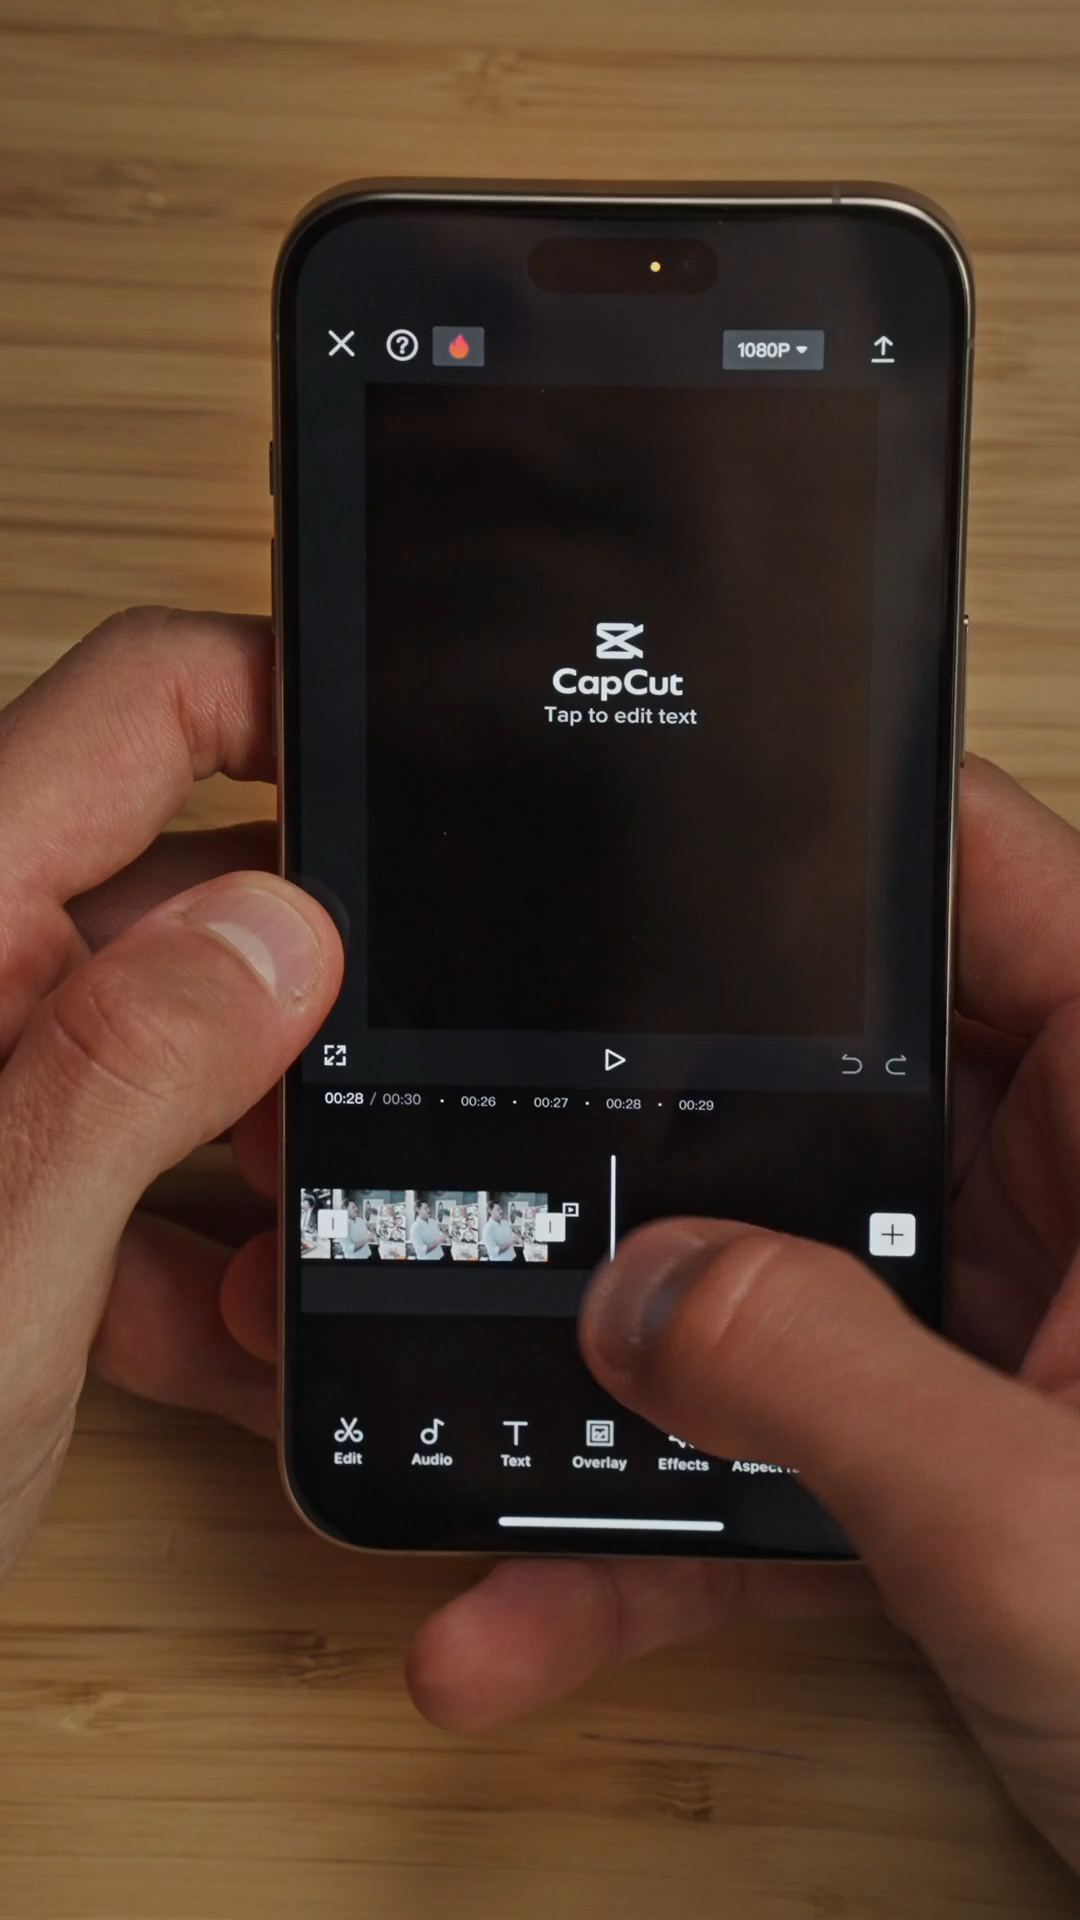 1080P
CapCut
Tap to edit text
00:28 / 00:30 · 00:26 · 00:27 · 00:28 · 00:29
Edit Audio Text Overlay Effects Aspect